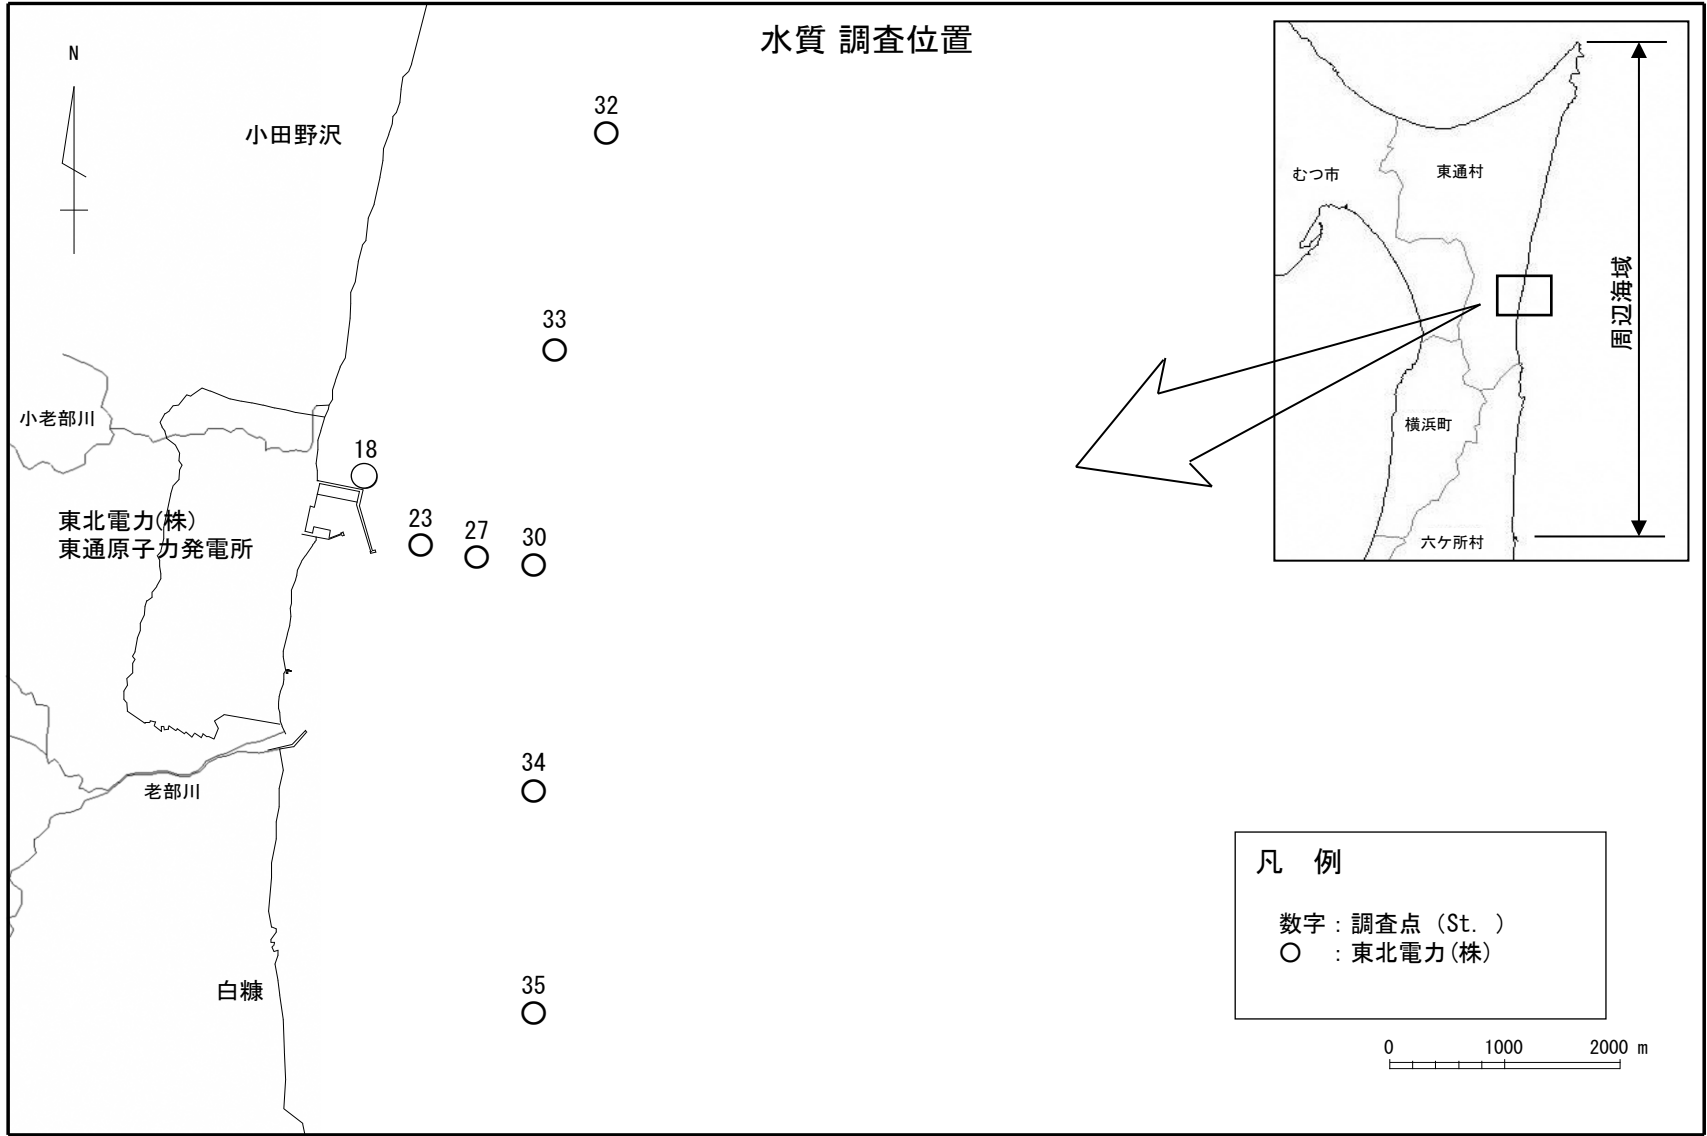 水質 調査位置
N
小田野沢
32
33
小老部川
18
東北電力(株)
東通原子力発電所
23
27
30
34
老部川
白糠
35
むつ市
東通村
周辺海域
横浜町
六ケ所村
凡 例
数字：調査点（St. ）
○ ：東北電力(株)
0 1000 2000 m